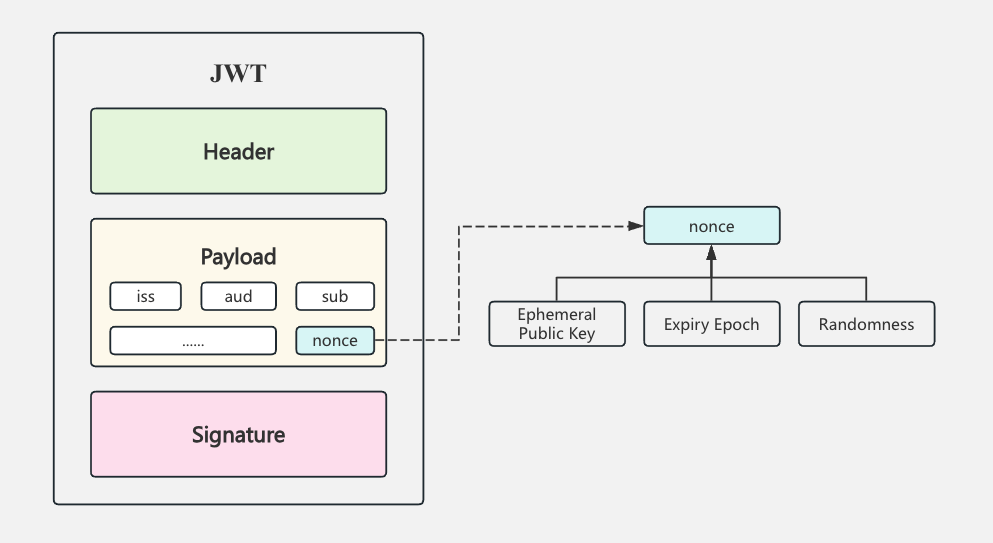 JWT
Header
Payload
iss
aud
sub
......
nonce
Signature
nonce
Ephemeral
Public Key
Expiry Epoch
Randomness